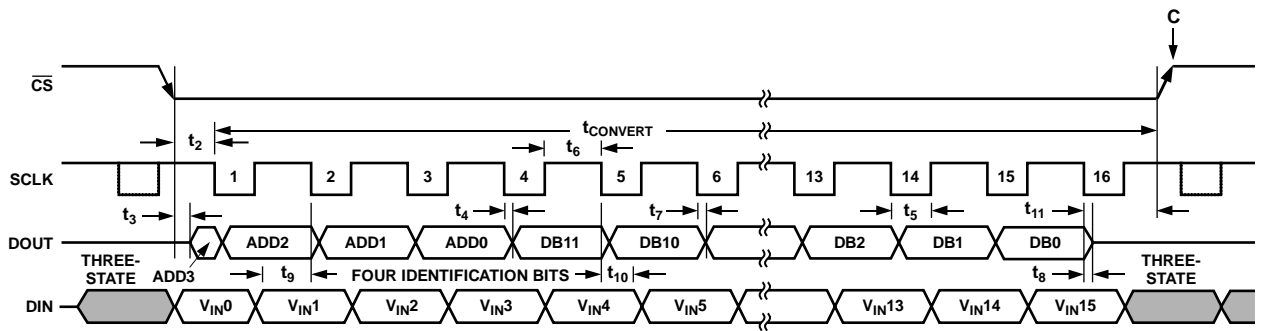 C
CS
tCONVERT
t2
t6
SCLK
1 2 3 4 5 6 13 14 15 16
t3 t4 t7 t5 t11
DOUT
ADD2 ADD1 ADD0 DB11 DB10 DB2 DB1 DB0
THREE-
STATE
ADD3
t9
FOUR IDENTIFICATION BITS
t10
t8
THREE-
STATE
DIN
VIN0 VIN1 VIN2 VIN3 VIN4 VIN5 VIN13 VIN14 VIN15